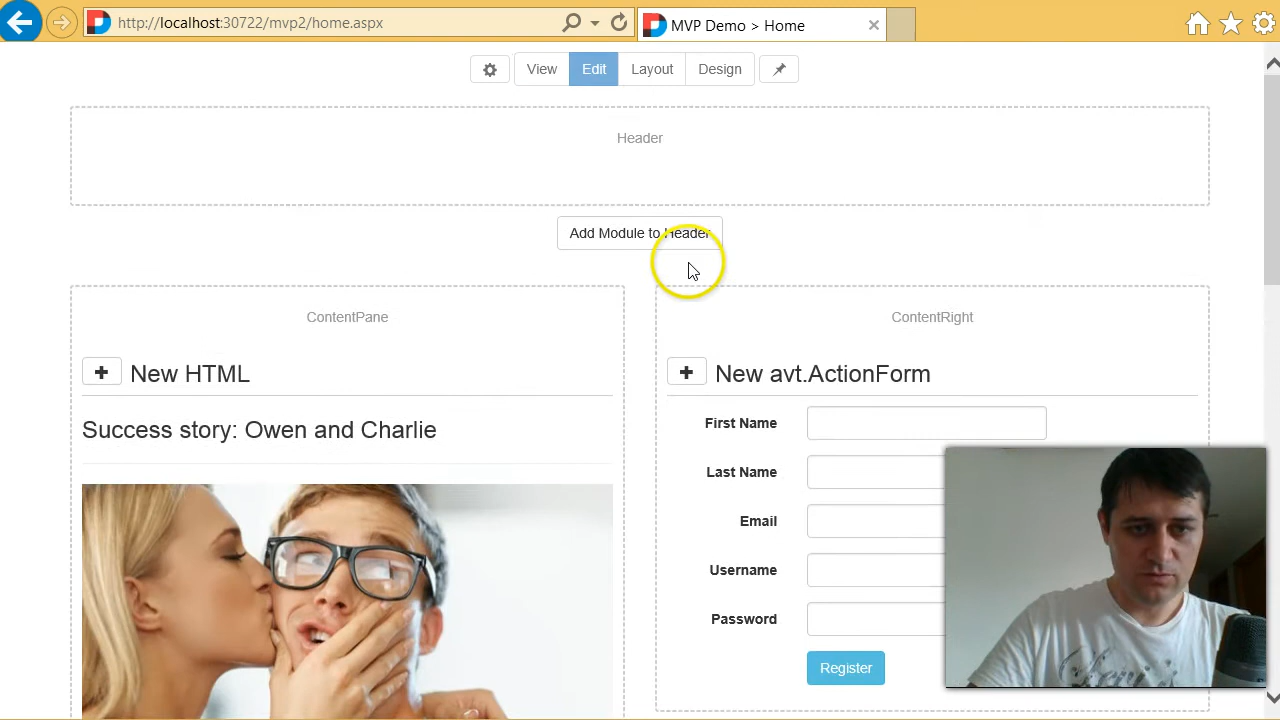 http://localhost:30722/mvp2/home.aspx
MVP Demo > Home
View Edit Layout Design
Header
Add Module to Header
ContentPane
New HTML
Success story: Owen and Charlie
ContentRight
New avt.ActionForm
First Name
Last Name
Email
Username
Password
Register